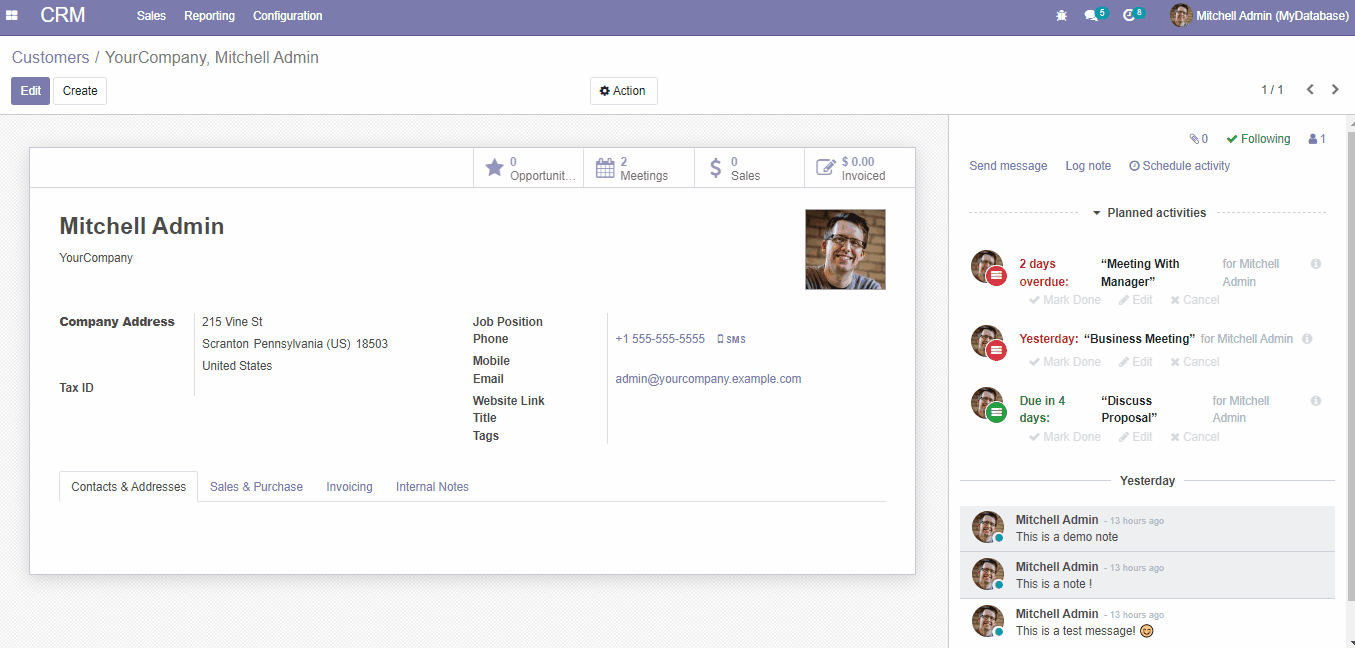 CRM Sales Reporting Configuration 5 8 Mitchell Admin (MyDatabase)
Customers / YourCompany, Mitchell Admin
Edit Create Action 1 / 1
0 Opportunit...
2 Meetings
0 Sales
$ 0.00 Invoiced
Mitchell Admin
YourCompany
Company Address 215 Vine St
Scranton Pennsylvania (US) 18503
United States
Tax ID
Job Position
Phone +1 555-555-5555 SMS
Mobile
Email admin@yourcompany.example.com
Website Link
Title
Tags
Contacts & Addresses Sales & Purchase Invoicing Internal Notes
0 Following 1
Send message Log note Schedule activity
Planned activities
2 days overdue: “Meeting With Manager” for Mitchell Admin
Mark Done Edit Cancel
Yesterday: “Business Meeting” for Mitchell Admin
Mark Done Edit Cancel
Due in 4 days: “Discuss Proposal” for Mitchell Admin
Mark Done Edit Cancel
Yesterday
Mitchell Admin - 13 hours ago
This is a demo note
Mitchell Admin - 13 hours ago
This is a note !
Mitchell Admin - 13 hours ago
This is a test message! 😊